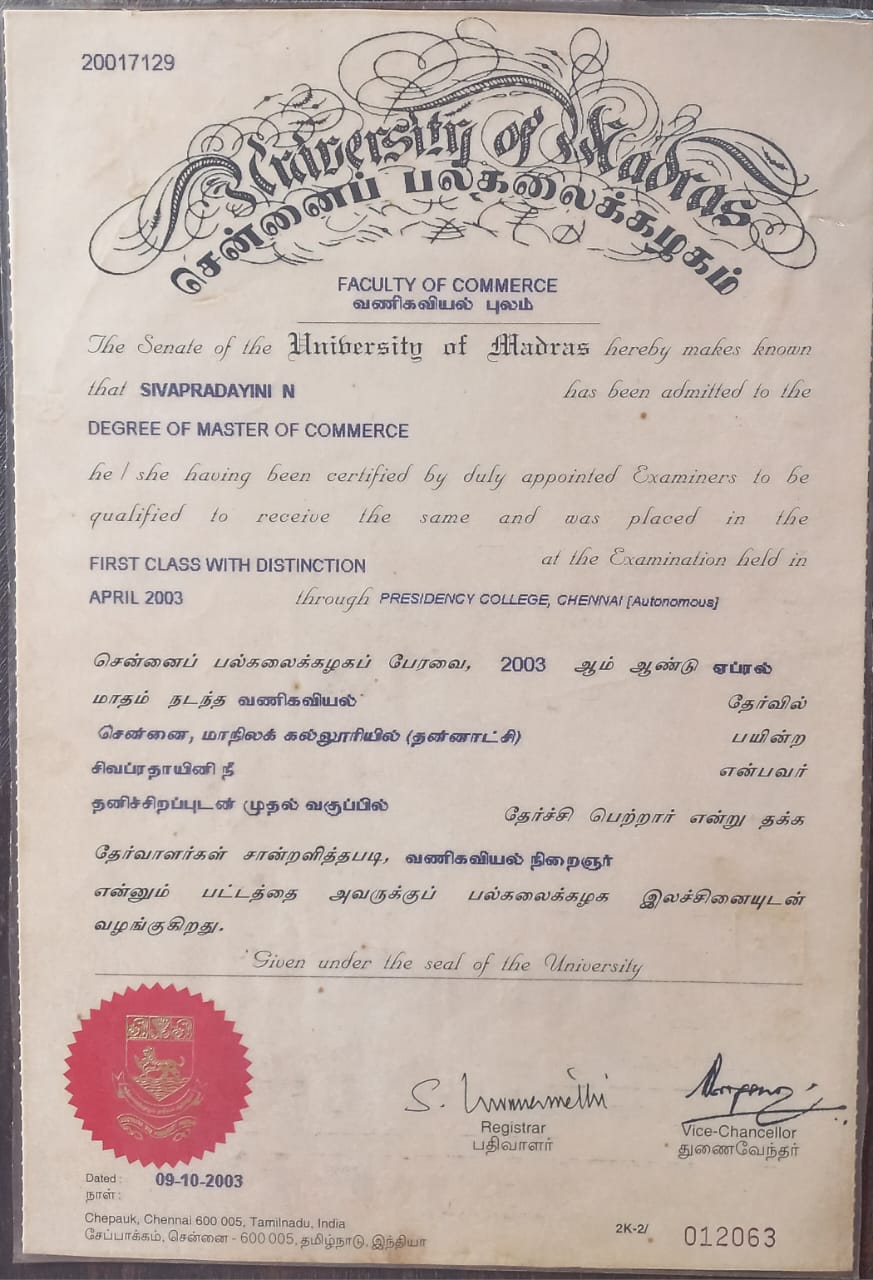 20017129
University of Madras
சென்னைப் பல்கலைக்கழகம்
FACULTY OF COMMERCE
வணிகவியல் புலம்
The Senate of the University of Madras hereby makes known
that SIVAPRADAYINI N has been admitted to the
DEGREE OF MASTER OF COMMERCE
he / she having been certified by duly appointed Examiners to be
qualified to receive the same and was placed in the
FIRST CLASS WITH DISTINCTION at the Examination held in
APRIL 2003 through PRESIDENCY COLLEGE, CHENNAI [Autonomous]
சென்னைப் பல்கலைக்கழகப் பேரவை, 2003 ஆம் ஆண்டு ஏப்ரல்
மாதம் நடந்த வணிகவியல் தேர்வில்
சென்னை, மாநிலக் கல்லூரியில் (தன்னாட்சி) பயின்ற
சிவப்ரதாயினி நீ என்பவர்
தனிச்சிறப்புடன் முதல் வகுப்பில் தேர்ச்சி பெற்றார் என்று தக்க
தேர்வாளர்கள் சான்றளித்தபடி, வணிகவியல் நிறைஞர்
என்னும் பட்டத்தை அவருக்குப் பல்கலைக்கழக இலச்சினையுடன்
வழங்குகிறது.
Given under the seal of the University
Registrar
பதிவாளர்
Vice-Chancellor
துணைவேந்தர்
Dated : 09-10-2003
நாள் :
Chepauk, Chennai 600 005, Tamilnadu, India
சேப்பாக்கம், சென்னை - 600 005, தமிழ்நாடு, இந்தியா
2K-2/ 012063